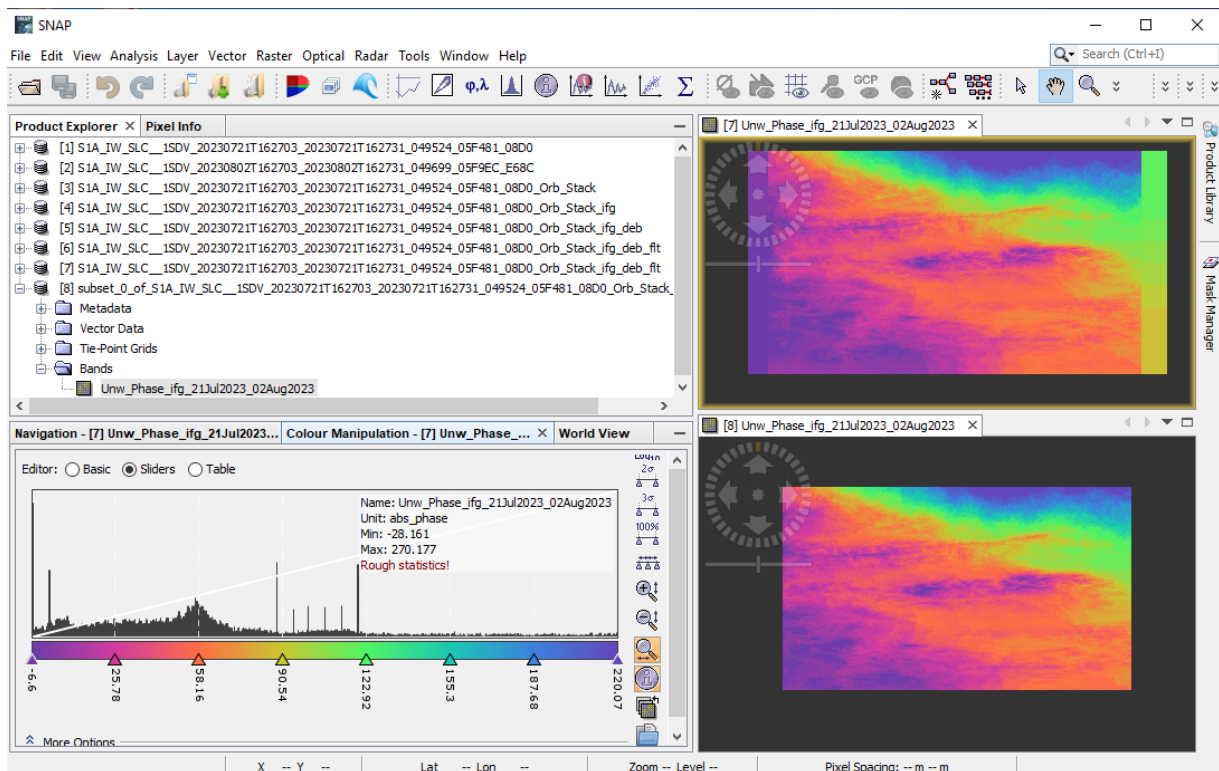 SNAP
File Edit View Analysis Layer Vector Raster Optical Radar Tools Window Help
Search (Ctrl+I)
φ,λ
Σ
GCP
Product Explorer
Pixel Info
[1] S1A_IW_SLC__1SDV_20230721T162703_20230721T162731_049524_05F481_08D0
[2] S1A_IW_SLC__1SDV_20230802T162703_20230802T162731_049699_05F9EC_E68C
[3] S1A_IW_SLC__1SDV_20230721T162703_20230721T162731_049524_05F481_08D0_Orb_Stack
[4] S1A_IW_SLC__1SDV_20230721T162703_20230721T162731_049524_05F481_08D0_Orb_Stack_ifg
[5] S1A_IW_SLC__1SDV_20230721T162703_20230721T162731_049524_05F481_08D0_Orb_Stack_ifg_deb
[6] S1A_IW_SLC__1SDV_20230721T162703_20230721T162731_049524_05F481_08D0_Orb_Stack_ifg_deb_flt
[7] S1A_IW_SLC__1SDV_20230721T162703_20230721T162731_049524_05F481_08D0_Orb_Stack_ifg_deb_flt
[8] subset_0_of_S1A_IW_SLC__1SDV_20230721T162703_20230721T162731_049524_05F481_08D0_Orb_Stack_
Metadata
Vector Data
Tie-Point Grids
Bands
Unw_Phase_ifg_21Jul2023_02Aug2023
Navigation - [7] Unw_Phase_ifg_21Jul2023...
Colour Manipulation - [7] Unw_Phase_...
World View
Editor: Basic Sliders Table
Name: Unw_Phase_ifg_21Jul2023_02Aug2023
Unit: abs_phase
Min: -28.161
Max: 270.177
Rough statistics!
-6.6
25.78
58.16
90.54
122.92
155.3
187.68
220.07
2σ
3σ
100%
More Options
[7] Unw_Phase_ifg_21Jul2023_02Aug2023
[8] Unw_Phase_ifg_21Jul2023_02Aug2023
Product Library
Mask Manager
X -- Y --
Lat -- Lon --
Zoom -- Level --
Pixel Spacing: -- m -- m